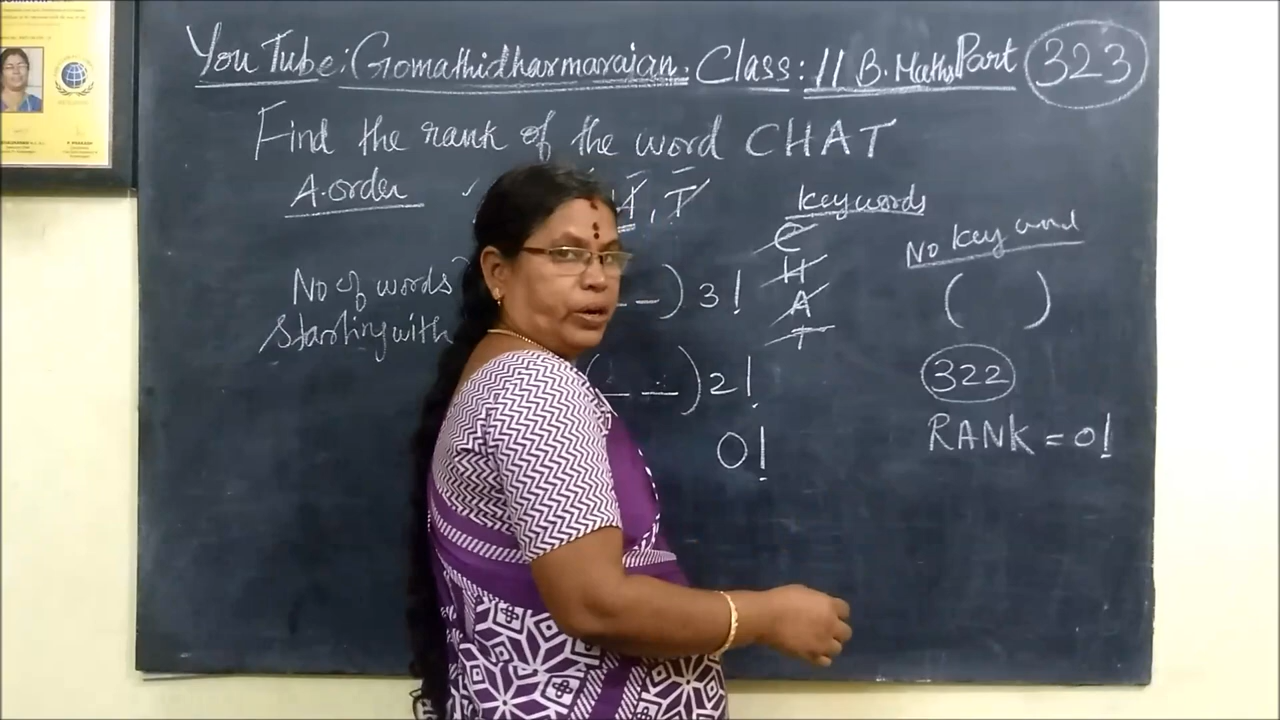 YouTube: Gomathidharmarajan. Class: 11 B. Maths Part 323
Find the rank of the word CHAT
A.order H, T
Keywords
C
H
A
T
No Key word
( )
No of words
Starting with
_ ) 3!
322
( _ _ ) 2!
RANK = 0!
0!